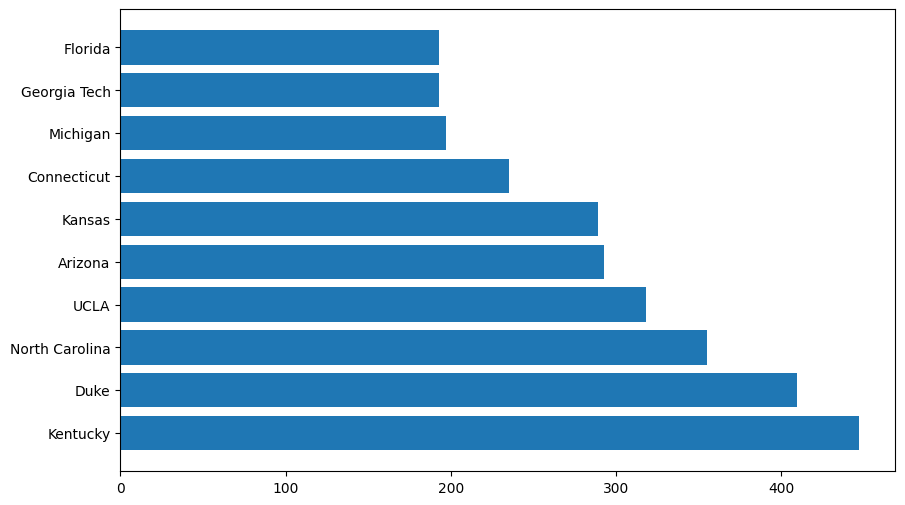 Florida
Georgia Tech
Michigan
Connecticut
Kansas
Arizona
UCLA
North Carolina
Duke
Kentucky
0 100 200 300 400